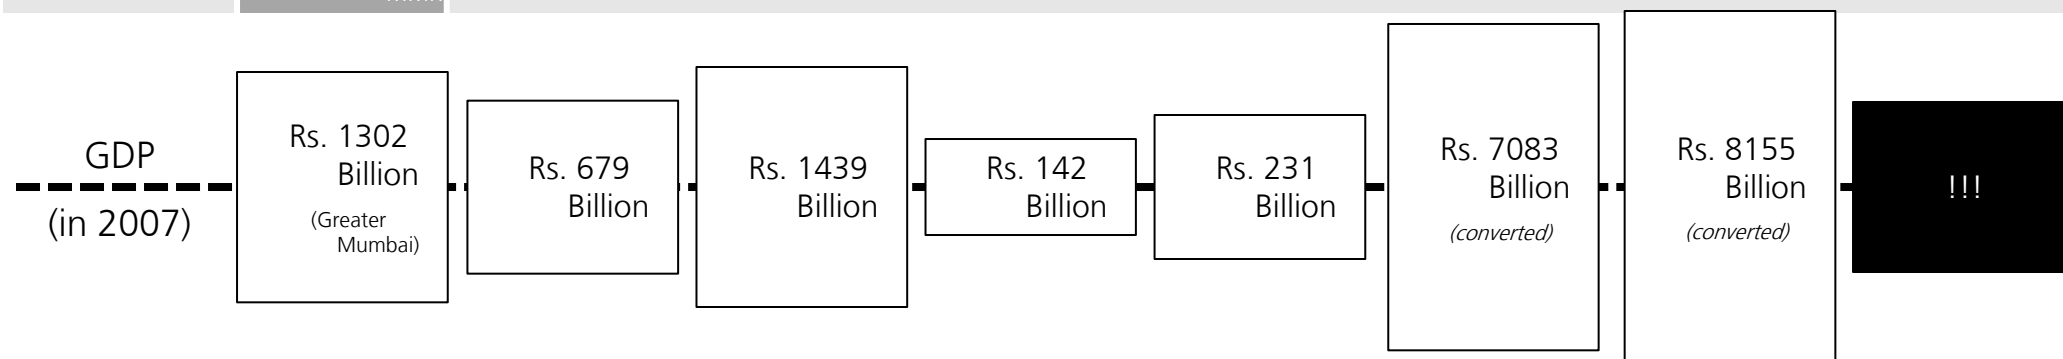 GDP
(in 2007)
Rs. 1302
Billion
(Greater
Mumbai)
Rs. 679
Billion
Rs. 1439
Billion
Rs. 142
Billion
Rs. 231
Billion
Rs. 7083
Billion
(converted)
Rs. 8155
Billion
(converted)
!!!